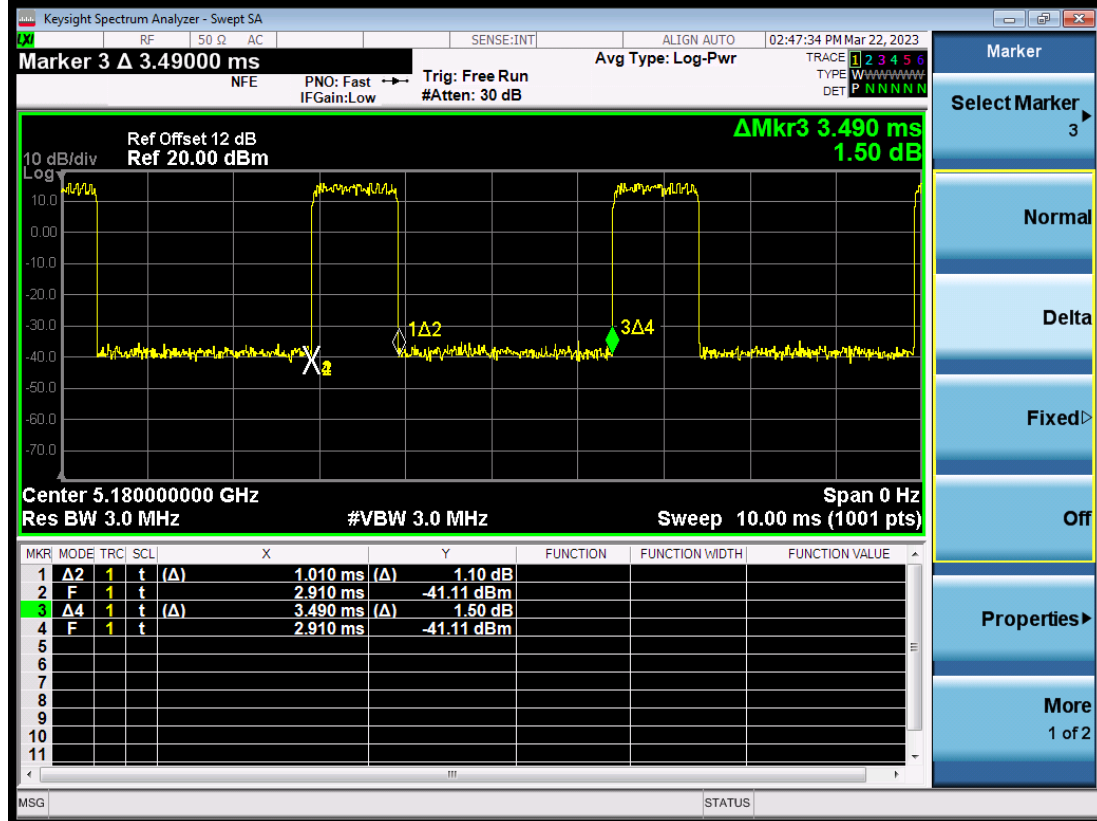 Keysight Spectrum Analyzer - Swept SA
LXI RF 50 Ω AC SENSE:INT ALIGN AUTO 02:47:34 PM Mar 22, 2023
Marker 3 Δ 3.49000 ms
NFE
PNO: Fast
IFGain:Low
Trig: Free Run
#Atten: 30 dB
Avg Type: Log-Pwr
TRACE 1 2 3 4 5 6
TYPE WWWWWW
DET P N N N N N
ΔMkr3 3.490 ms
1.50 dB
Ref Offset 12 dB
10 dB/div Ref 20.00 dBm
Log
10.0
0.00
-10.0
-20.0
-30.0
-40.0
-50.0
-60.0
-70.0
1Δ2
3Δ4
Center 5.180000000 GHz Span 0 Hz
Res BW 3.0 MHz #VBW 3.0 MHz Sweep 10.00 ms (1001 pts)
MKR MODE TRC SCL X Y FUNCTION FUNCTION WIDTH FUNCTION VALUE
1 Δ2 1 t (Δ) 1.010 ms (Δ) 1.10 dB
2 F 1 t 2.910 ms -41.11 dBm
3 Δ4 1 t (Δ) 3.490 ms (Δ) 1.50 dB
4 F 1 t 2.910 ms -41.11 dBm
5
6
7
8
9
10
11
MSG STATUS
Marker
Select Marker
3
Normal
Delta
Fixed
Off
Properties
More
1 of 2